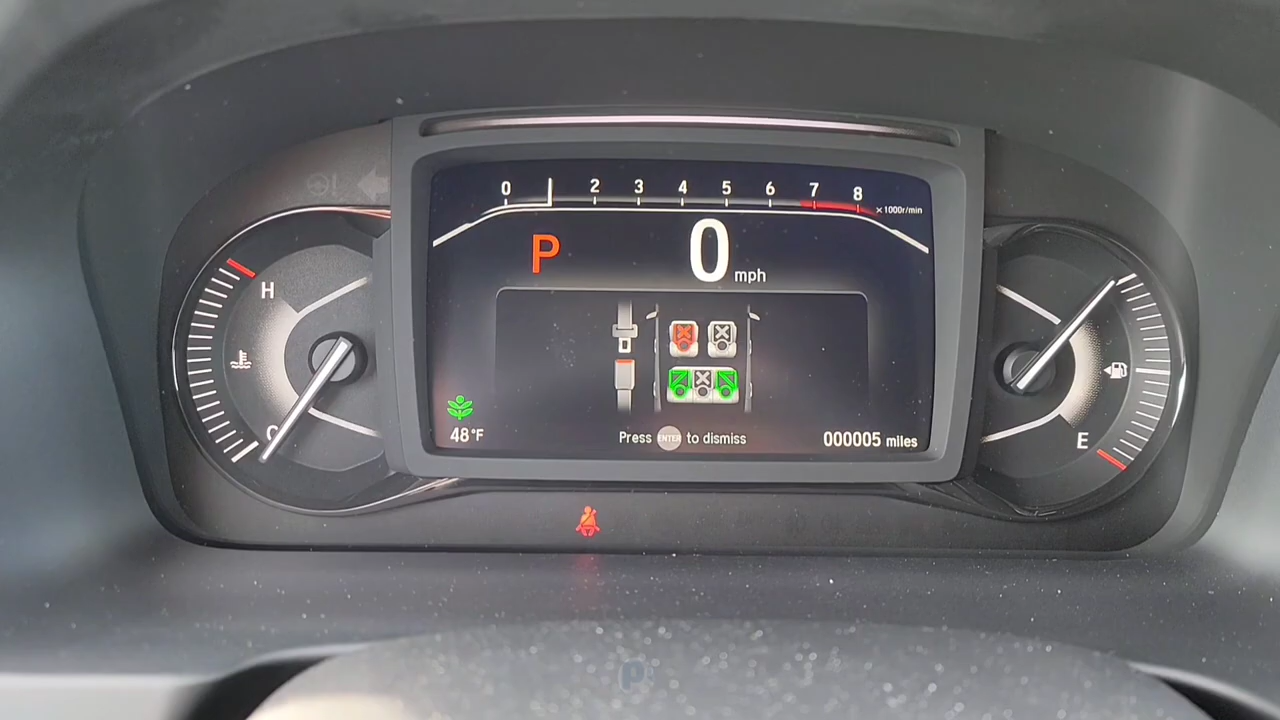 0 2 3 4 5 6 7 8 ×1000r/min
P 0 mph
H
C
E
48°F
Press ENTER to dismiss
000005 miles